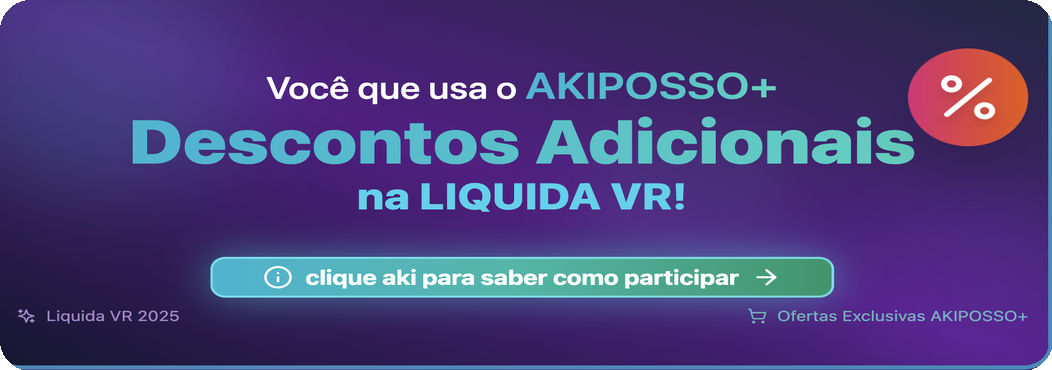 Você que usa o AKIPOSSO+
Descontos Adicionais
%
na LIQUIDA VR!
clique aki para saber como participar
Liquida VR 2025
Ofertas Exclusivas AKIPOSSO+